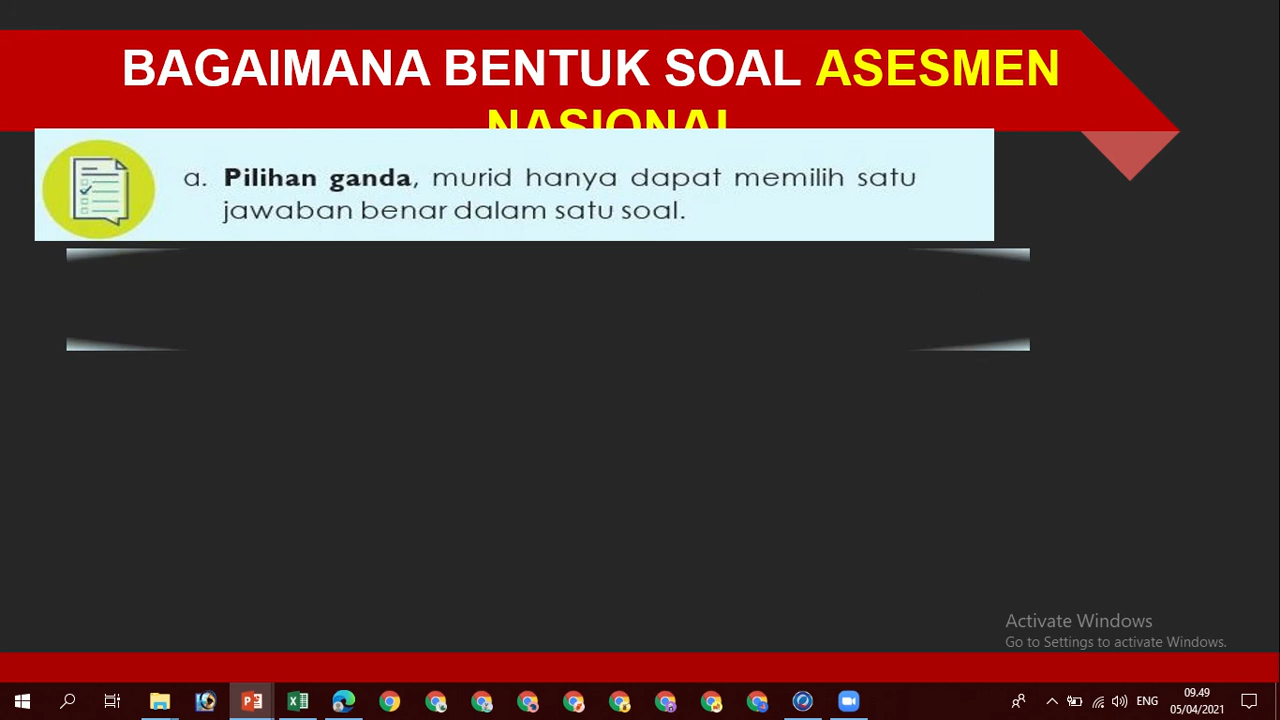 BAGAIMANA BENTUK SOAL ASESMEN
NASIONAL
a. Pilihan ganda, murid hanya dapat memilih satu
jawaban benar dalam satu soal.
Activate Windows
Go to Settings to activate Windows.
ENG
09.49
05/04/2021